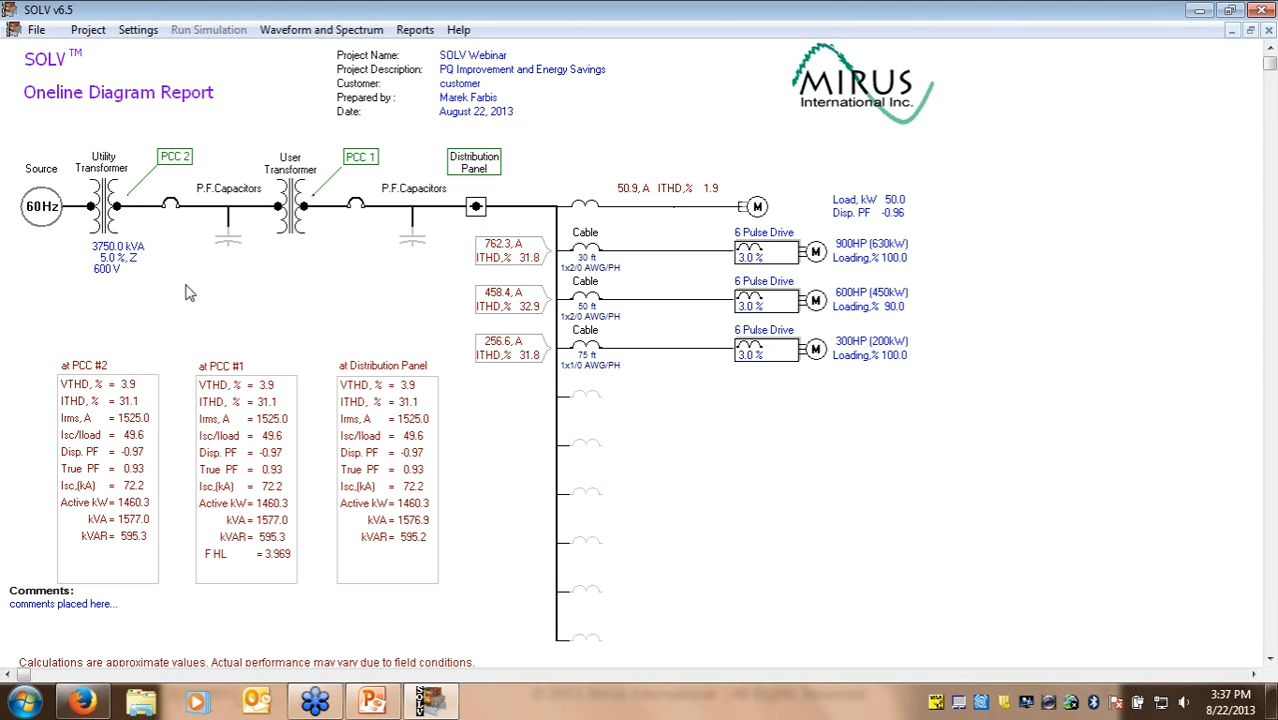 SOLV v6.5
File Project Settings Run Simulation Waveform and Spectrum Reports Help
SOLV TM
Oneline Diagram Report
Project Name: SOLV Webinar
Project Description: PQ Improvement and Energy Savings
Customer: customer
Prepared by : Marek Farbis
Date: August 22, 2013
MIRUS
International Inc.
Source
60Hz
Utility
Transformer
3750.0 kVA
5.0 %, Z
600 V
PCC 2
P.F.Capacitors
User
Transformer
PCC 1
P.F.Capacitors
Distribution
Panel
50.9, A ITHD,% 1.9
M
Load, kW 50.0
Disp. PF -0.96
762.3, A
ITHD,% 31.8
Cable
30 ft
1x2/0 AWG/PH
6 Pulse Drive
3.0 %
M
900HP (630kW)
Loading,% 100.0
458.4, A
ITHD,% 32.9
Cable
50 ft
1x2/0 AWG/PH
6 Pulse Drive
3.0 %
M
600HP (450kW)
Loading,% 90.0
256.6, A
ITHD,% 31.8
Cable
75 ft
1x1/0 AWG/PH
6 Pulse Drive
3.0 %
M
300HP (200kW)
Loading,% 100.0
at PCC #2
VTHD, % = 3.9
ITHD, % = 31.1
Irms, A = 1525.0
Isc/Iload = 49.6
Disp. PF = -0.97
True PF = 0.93
Isc,(kA) = 72.2
Active kW = 1460.3
kVA = 1577.0
kVAR = 595.3
at PCC #1
VTHD, % = 3.9
ITHD, % = 31.1
Irms, A = 1525.0
Isc/Iload = 49.6
Disp. PF = -0.97
True PF = 0.93
Isc,(kA) = 72.2
Active kW = 1460.3
kVA = 1577.0
kVAR = 595.3
F HL = 3.969
at Distribution Panel
VTHD, % = 3.9
ITHD, % = 31.1
Irms, A = 1525.0
Isc/Iload = 49.6
Disp. PF = -0.97
True PF = 0.93
Isc,(kA) = 72.2
Active kW = 1460.3
kVA = 1576.9
kVAR = 595.2
Comments:
comments placed here...
Calculations are approximate values. Actual performance may vary due to field conditions.
3:37 PM
8/22/2013